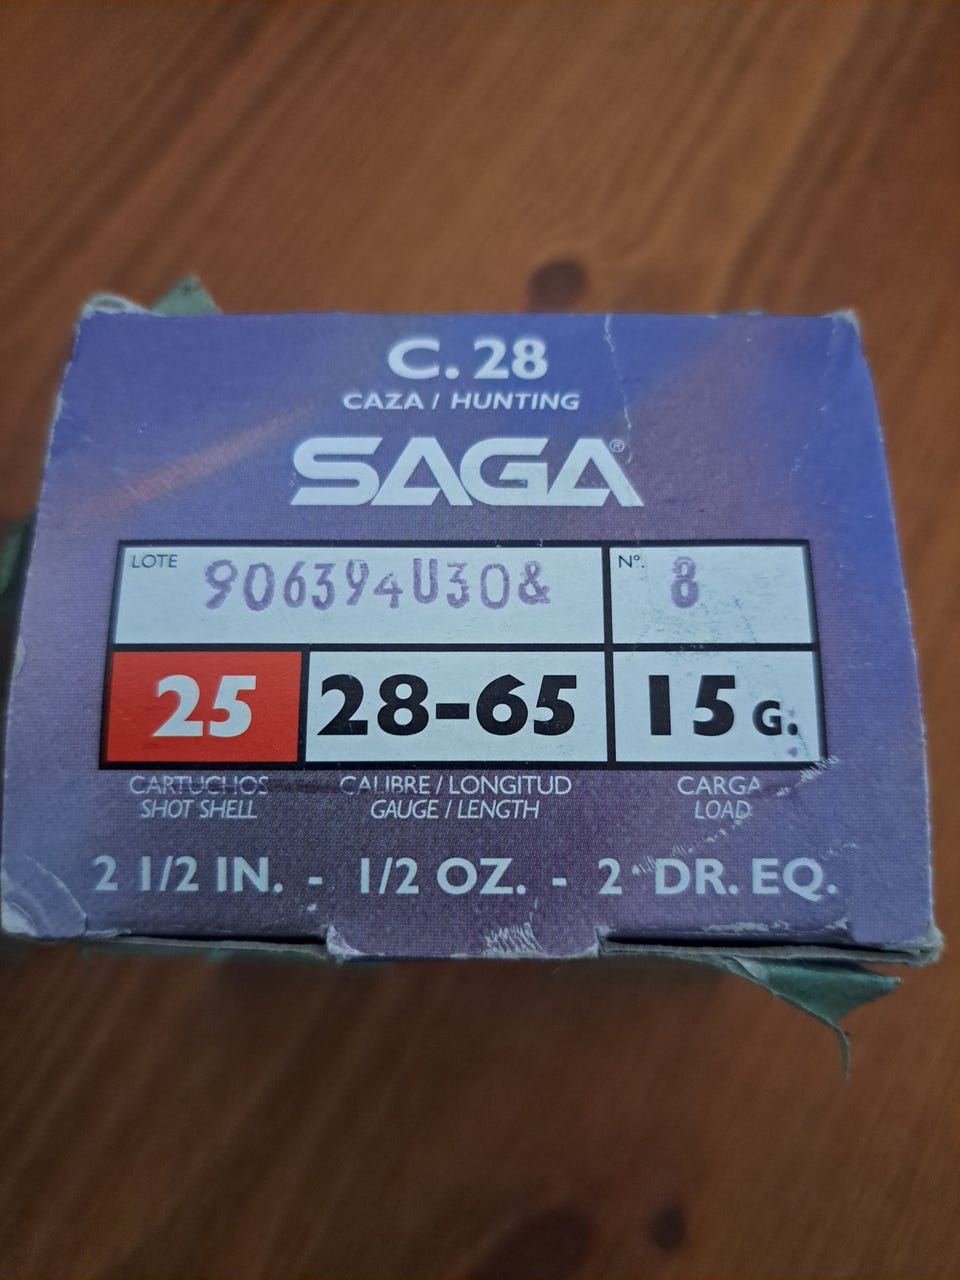 C. 28
CAZA / HUNTING
SAGA®
LOTE 906394U30& Nº. 8
25 28-65 15 G.
CARTUCHOS CALIBRE / LONGITUD CARGA
SHOT SHELL GAUGE / LENGTH LOAD
2 1/2 IN. - 1/2 OZ. - 2 DR. EQ.